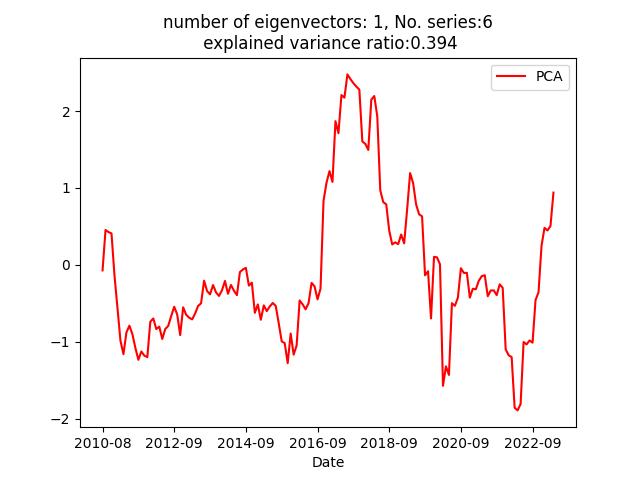 number of eigenvectors: 1, No. series:6
explained variance ratio:0.394
PCA
2
1
0
−1
−2
2010-08 2012-09 2014-09 2016-09 2018-09 2020-09 2022-09
Date